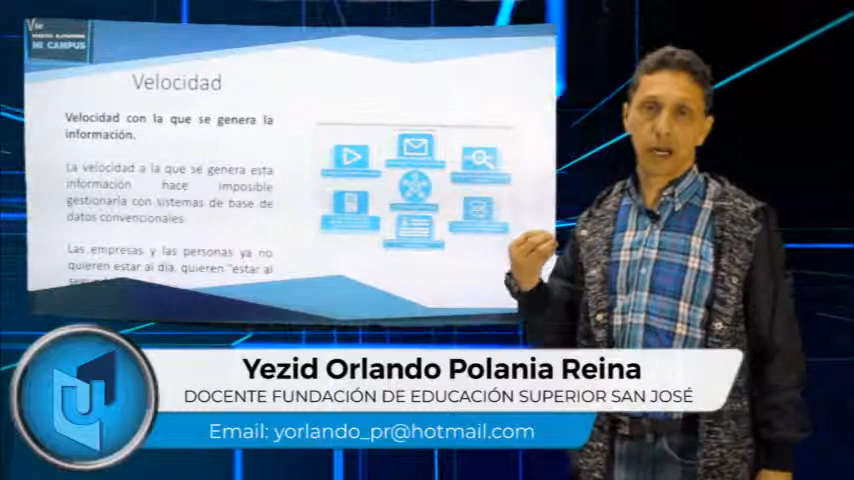 MI CAMPUS
Velocidad
Velocidad con la que se genera la
información.
La velocidad a la que se genera esta
información hace imposible
gestionarla con sistemas de base de
datos convencionales.
Las empresas y las personas ya no
quieren estar al día, quieren "estar al
Yezid Orlando Polania Reina
DOCENTE FUNDACIÓN DE EDUCACIÓN SUPERIOR SAN JOSÉ
Email: yorlando_pr@hotmail.com